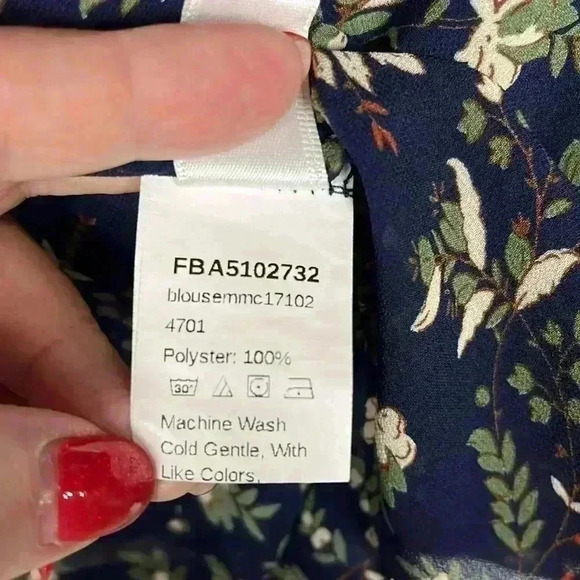 FBA5102732
blousemmc17102
4701
Polyster: 100%
30°
Machine Wash
Cold Gentle, With
Like Colors,